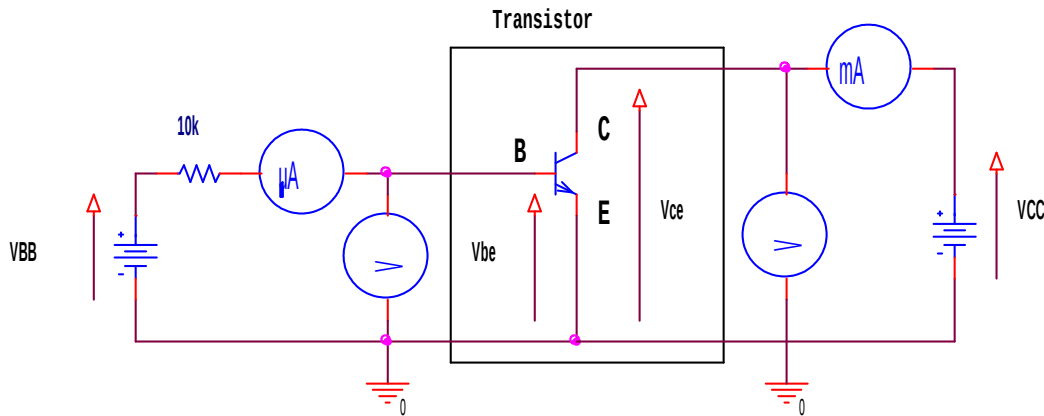 Transistor
mA
10k
C
B
µA
E
Vbe
Vce
V
V
VBB
+
-
+
-
VCC
0
0